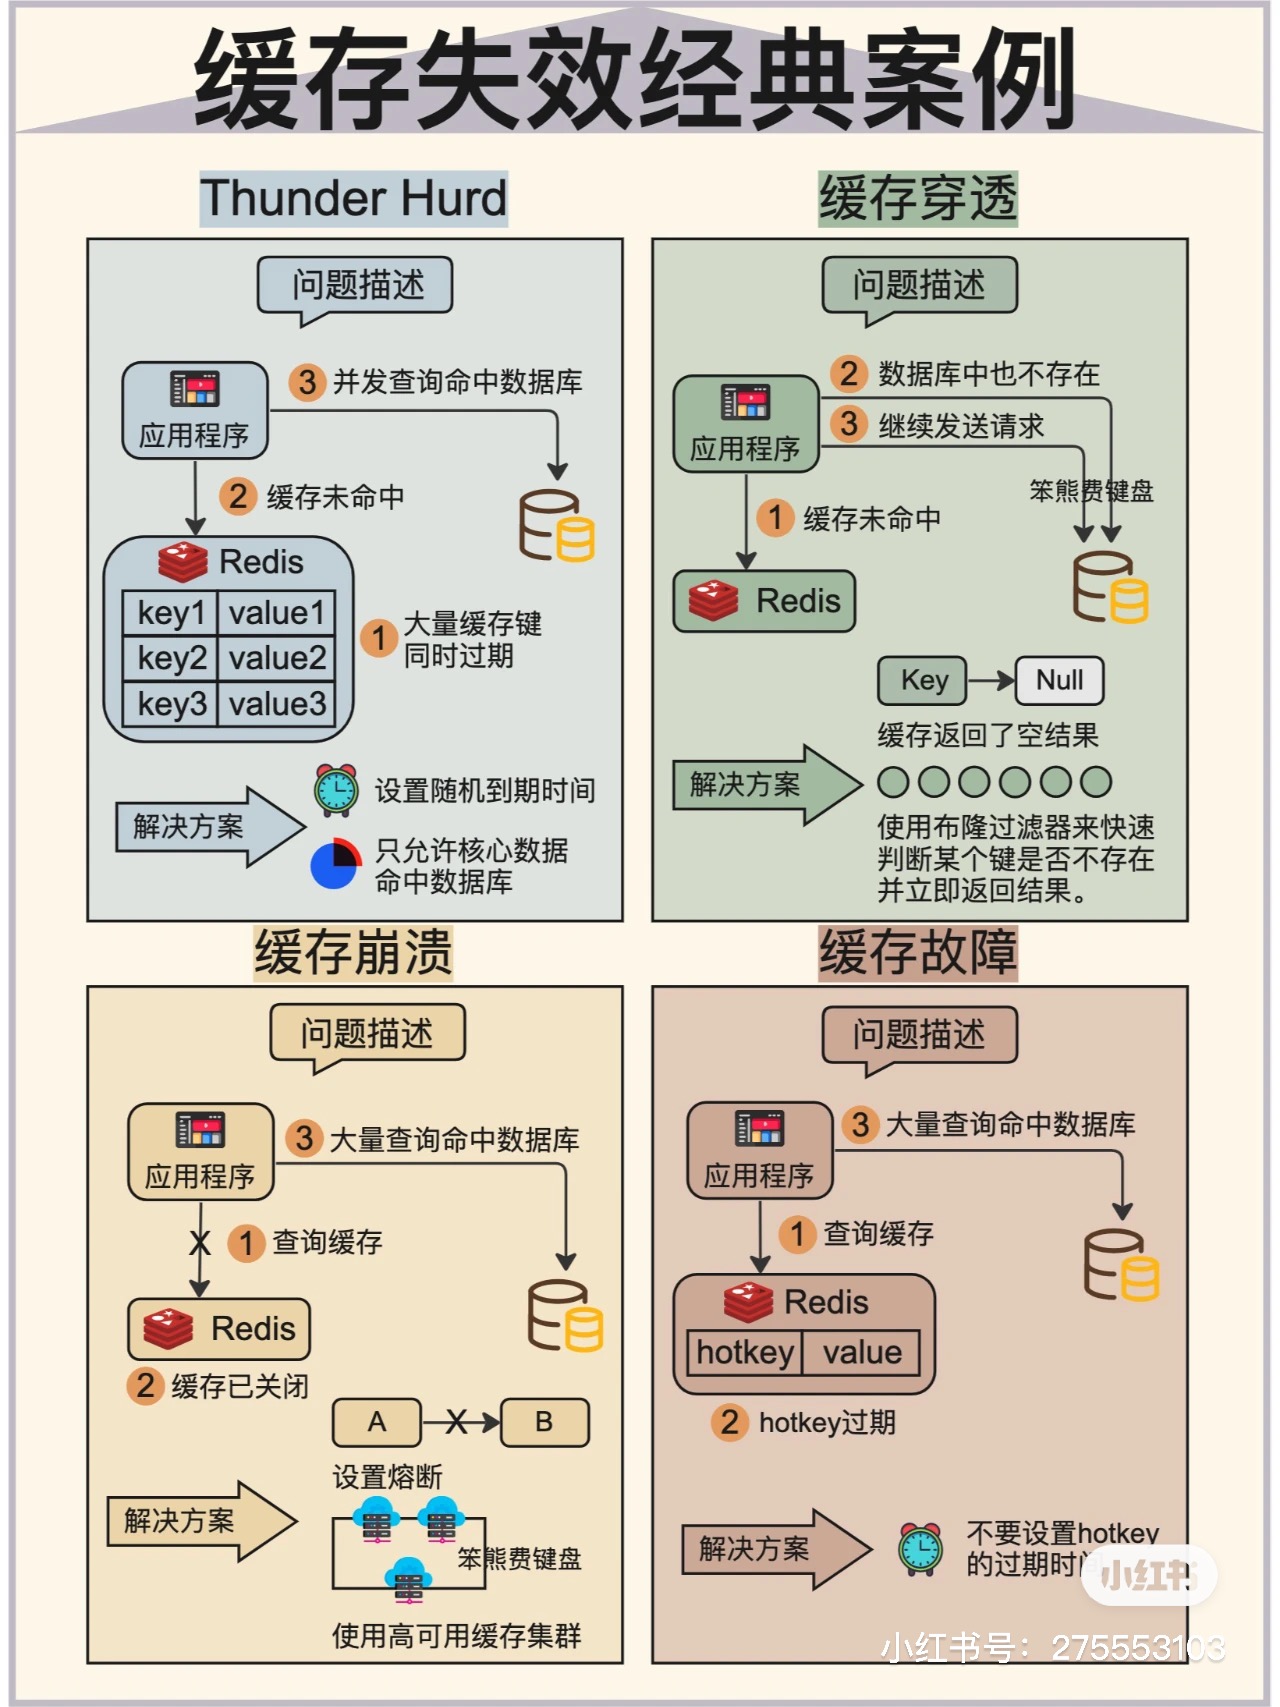 缓存失效经典案例
Thunder Hurd
问题描述
应用程序
3 并发查询命中数据库
2 缓存未命中
Redis
key1 value1
key2 value2
key3 value3
1 大量缓存键
同时过期
解决方案
设置随机到期时间
只允许核心数据
命中数据库
缓存穿透
问题描述
应用程序
2 数据库中也不存在
3 继续发送请求
笨熊费键盘
1 缓存未命中
Redis
Key Null
缓存返回了空结果
解决方案
使用布隆过滤器来快速
判断某个键是否不存在
并立即返回结果。
缓存崩溃
问题描述
应用程序
3 大量查询命中数据库
X 1 查询缓存
Redis
2 缓存已关闭
A X B
设置熔断
解决方案
笨熊费键盘
使用高可用缓存集群
缓存故障
问题描述
应用程序
3 大量查询命中数据库
1 查询缓存
Redis
hotkey value
2 hotkey过期
解决方案
不要设置hotkey
的过期时间
小红书
小红书号：275553103